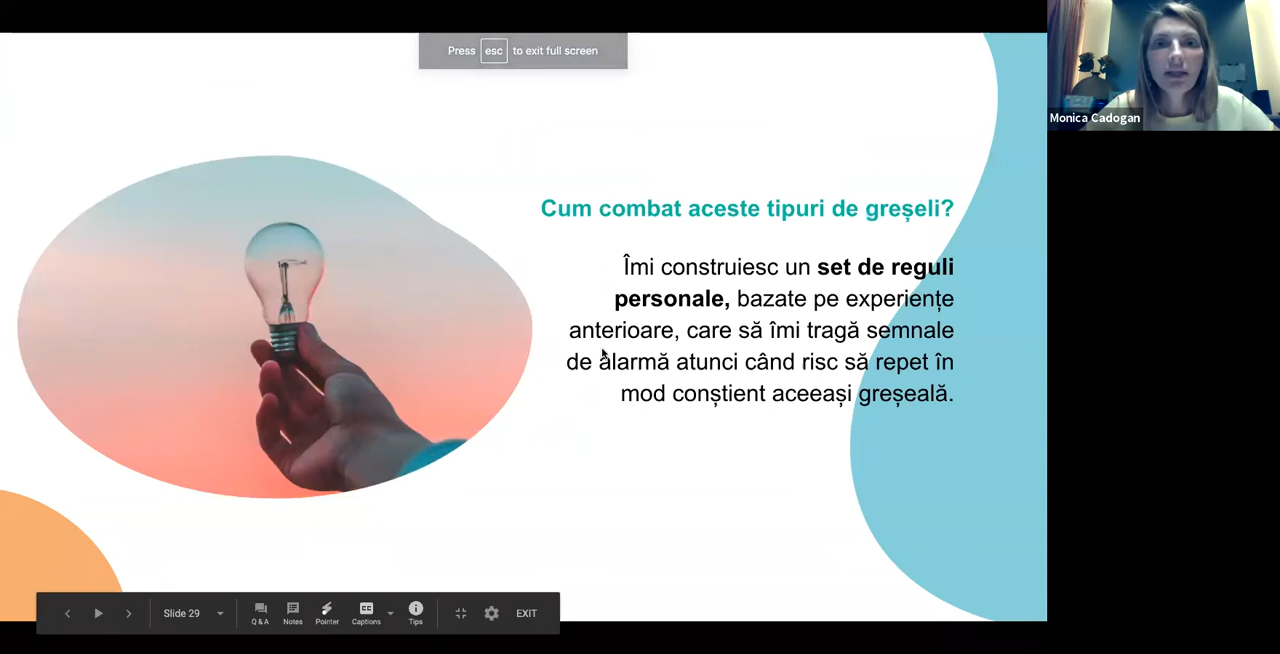 Press esc to exit full screen
Monica Cadogan
Cum combat aceste tipuri de greșeli?
Îmi construiesc un set de reguli
personale, bazate pe experiențe
anterioare, care să îmi tragă semnale
de alarmă atunci când risc să repet în
mod conștient aceeași greșeală.
Slide 29
Q & A
Notes
Pointer
CC
Captions
Tips
EXIT